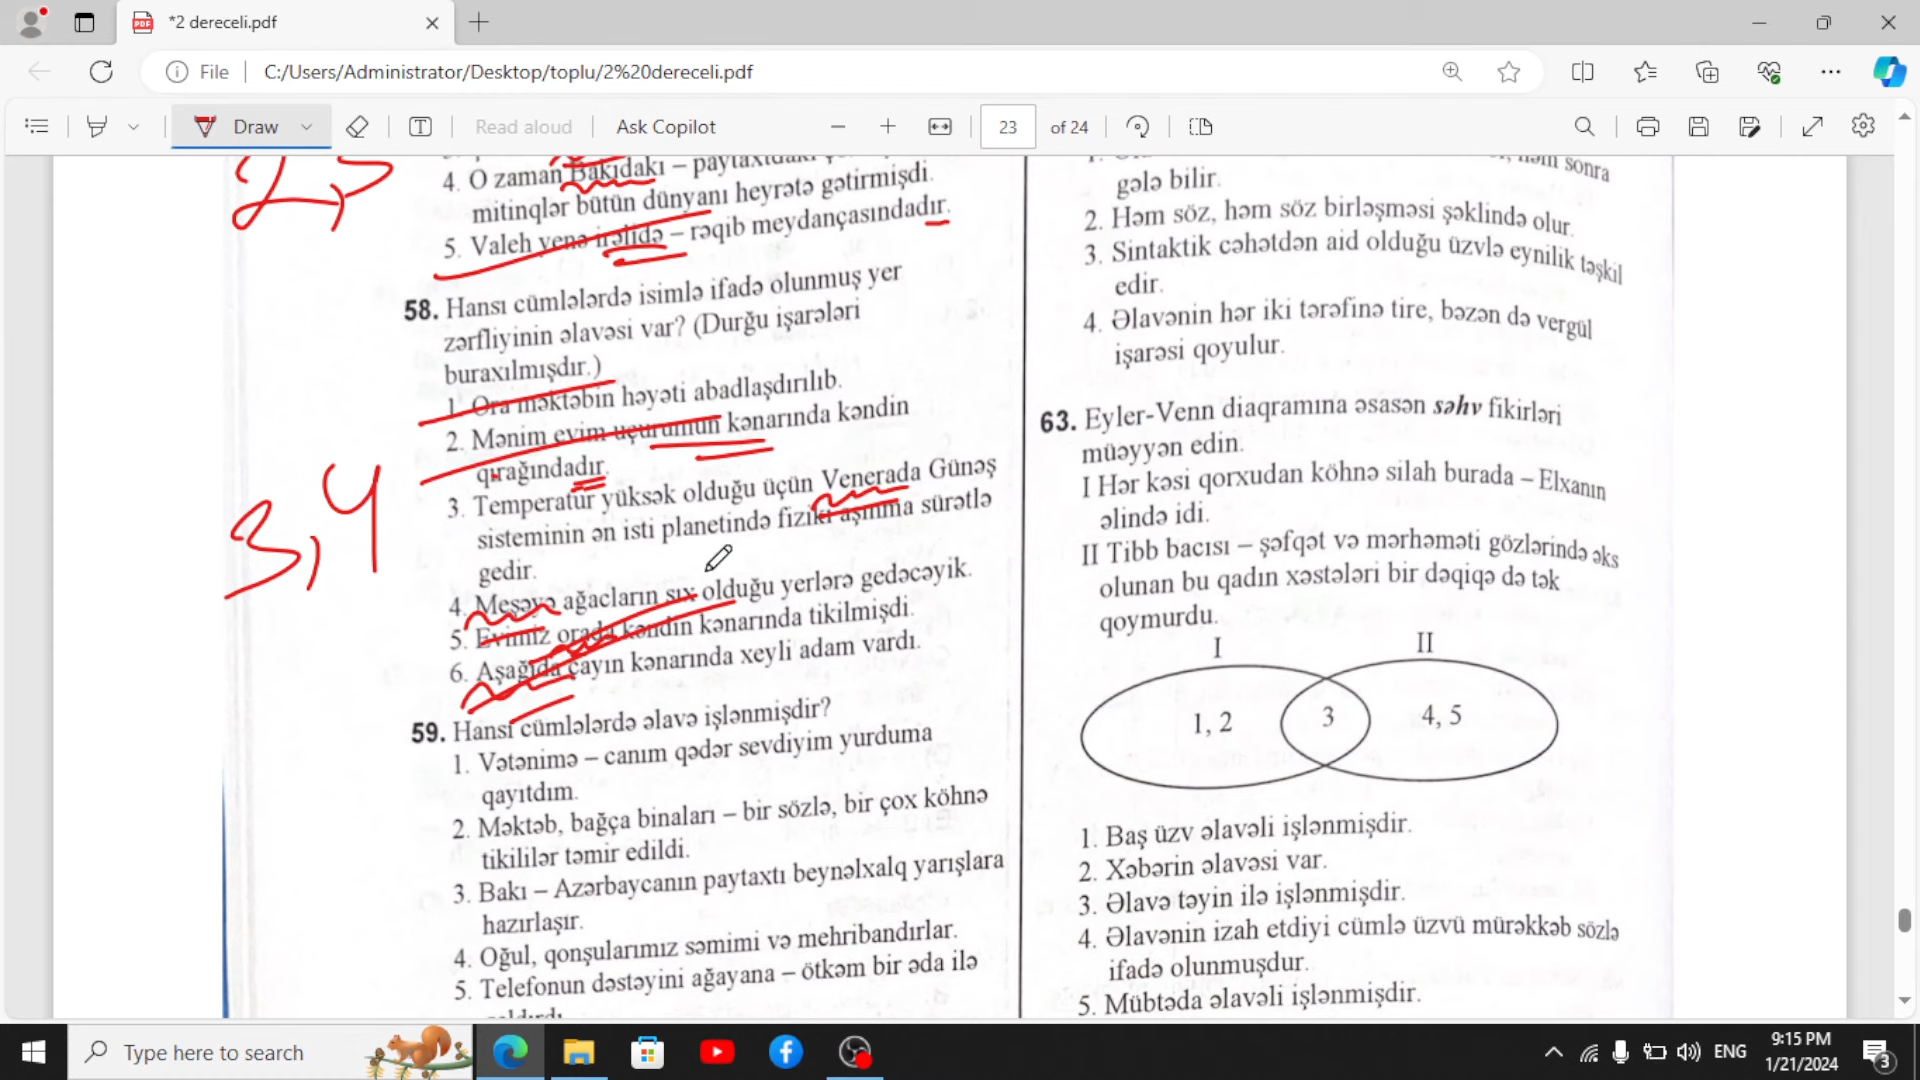 *2 dereceli.pdf
File
C:/Users/Administrator/Desktop/toplu/2%20dereceli.pdf
Draw
Read aloud
Ask Copilot
23
of 24
2,5
4. O zaman Bakıdakı – paytaxtdakı
mitinqlər bütün dünyanı heyrətə gətirmişdi.
5. Valeh yenə irəlidə – rəqib meydançasındadır.
58. Hansı cümlələrdə isimlə ifadə olunmuş yer
zərfliyinin əlavəsi var? (Durğu işarələri
buraxılmışdır.)
1. Ora məktəbin həyəti abadlaşdırılıb.
2. Mənim evim uçurumun kənarında kəndin
qırağındadır.
3. Temperatur yüksək olduğu üçün Venerada Günəş
sisteminin ən isti planetində fiziki aşınma sürətlə
gedir.
4. Meşəyə ağacların sıx olduğu yerlərə gedəcəyik.
5. Evimiz orada kəndin kənarında tikilmişdi.
6. Aşağıda çayın kənarında xeyli adam vardı.
3,4
59. Hansı cümlələrdə əlavə işlənmişdir?
1. Vətənimə – canım qədər sevdiyim yurduma
qayıtdım.
2. Məktəb, bağça binaları – bir sözlə, bir çox köhnə
tikililər təmir edildi.
3. Bakı – Azərbaycanın paytaxtı beynəlxalq yarışlara
hazırlaşır.
4. Oğul, qonşularımız səmimi və mehribandırlar.
5. Telefonun dəstəyini ağayana – ötkəm bir əda ilə
həm sonra
gələ bilir.
2. Həm söz, həm söz birləşməsi şəklində olur.
3. Sintaktik cəhətdən aid olduğu üzvlə eynilik təşkil
edir.
4. Əlavənin hər iki tərəfinə tire, bəzən də vergül
işarəsi qoyulur.
63. Eyler-Venn diaqramına əsasən səhv fikirləri
müəyyən edin.
I Hər kəsi qorxudan köhnə silah burada – Elxanın
əlində idi.
II Tibb bacısı – şəfqət və mərhəməti gözlərində əks
olunan bu qadın xəstələri bir dəqiqə də tək
qoymurdu.
I II
1, 2 3 4, 5
1. Baş üzv əlavəli işlənmişdir.
2. Xəbərin əlavəsi var.
3. Əlavə təyin ilə işlənmişdir.
4. Əlavənin izah etdiyi cümlə üzvü mürəkkəb sözlə
ifadə olunmuşdur.
5. Mübtəda əlavəli işlənmişdir.
Type here to search
ENG
9:15 PM
1/21/2024
3